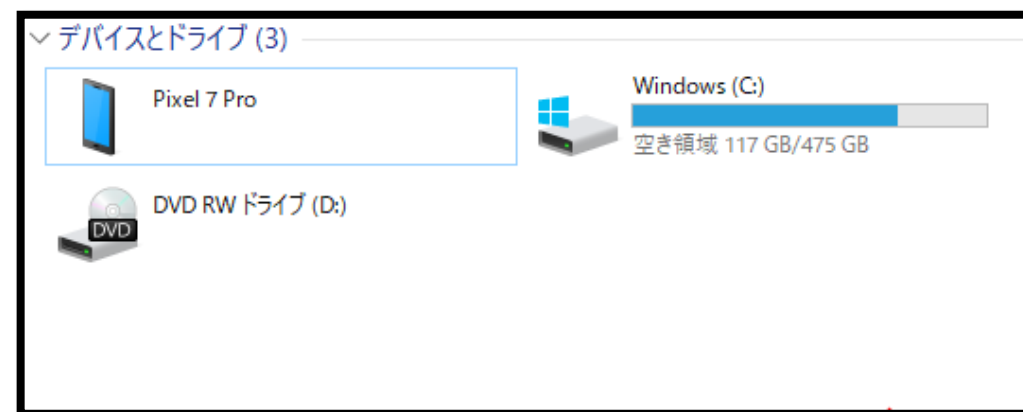 デバイスとドライブ (3)
Pixel 7 Pro
Windows (C:)
空き領域 117 GB/475 GB
DVD RW ドライブ (D:)
DVD